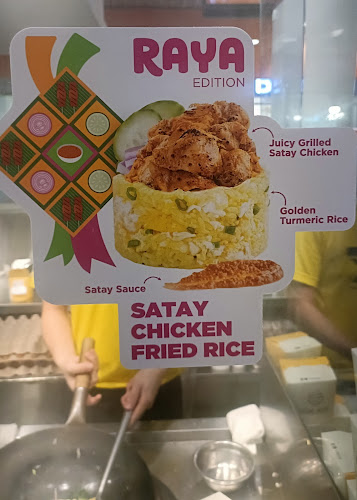 RAYA
EDITION
Juicy Grilled
Satay Chicken
Golden
Turmeric Rice
Satay Sauce
SATAY
CHICKEN
FRIED RICE